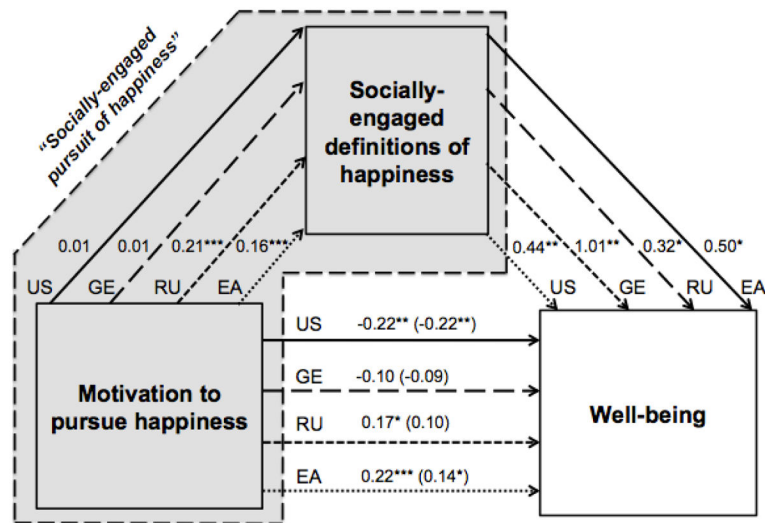 “Socially-engaged
pursuit of happiness”
Socially-
engaged
definitions of
happiness
0.01 0.01 0.21*** 0.16*** 0.44** 1.01** 0.32* 0.50*
US GE RU EA US GE RU EA
Motivation to
pursue happiness
US -0.22** (-0.22**)
GE -0.10 (-0.09)
RU 0.17* (0.10)
EA 0.22*** (0.14*)
Well-being